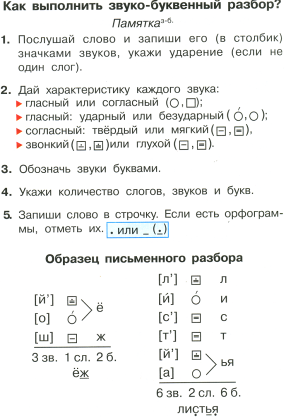 Как выполнить звуко-буквенный разбор?
Памятка з-б.
1. Послушай слово и запиши его (в столбик)
значками звуков, укажи ударение (если не
один слог).
2. Дай характеристику каждого звука:
гласный или согласный (○,□);
гласный: ударный или безударный (○́,○);
согласный: твёрдый или мягкий (–,=),
звонкий (∸,≐) или глухой (–,=).
3. Обозначь звуки буквами.
4. Укажи количество слогов, звуков и букв.
5. Запиши слово в строчку. Если есть орфограм-
мы, отметь их. . или _ (.)
Образец письменного разбора
[й’] ё
[о]
[ш] ж
3 зв. 1 сл. 2 б.
ёж
[л’] л
[и́] и
[с’] с
[т’] т
[й’] ья
[а]
6 зв. 2 сл. 6 б.
листья